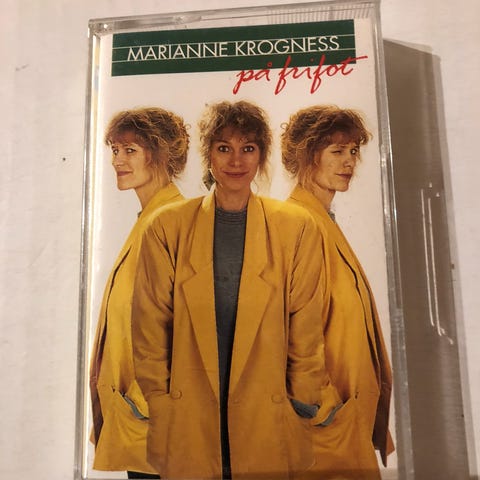 MARIANNE KROGNESS
på frifot